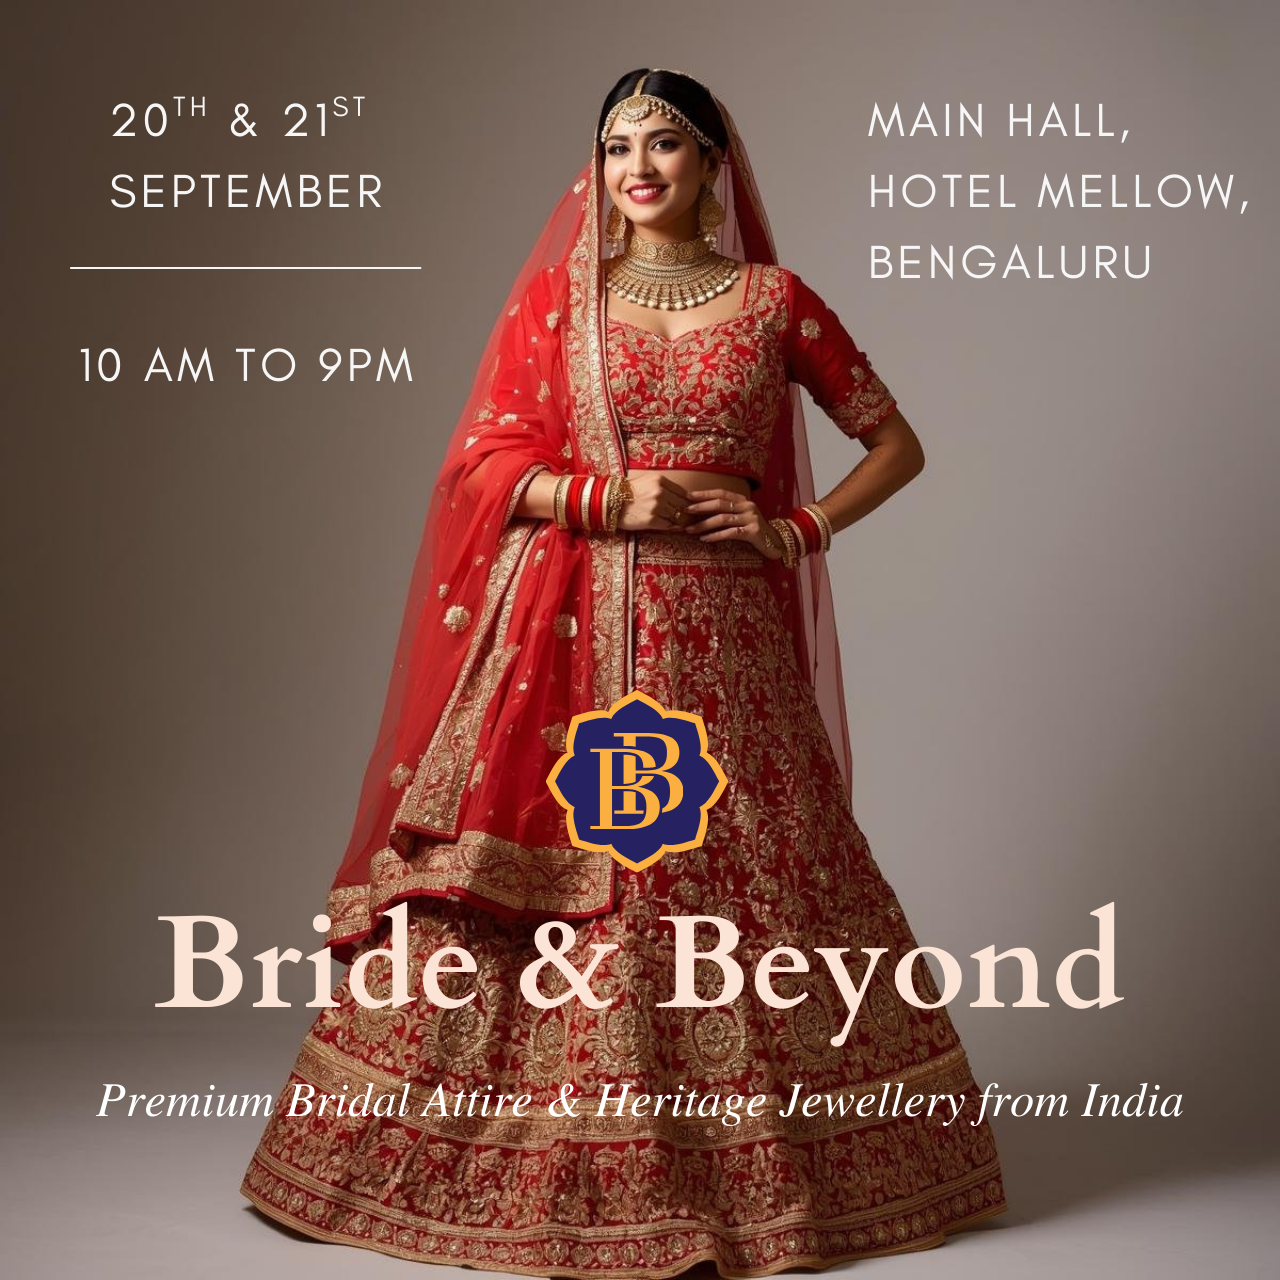 20TH & 21ST
SEPTEMBER
10 AM TO 9PM
MAIN HALL,
HOTEL MELLOW,
BENGALURU
BB
Bride & Beyond
Premium Bridal Attire & Heritage Jewellery from India